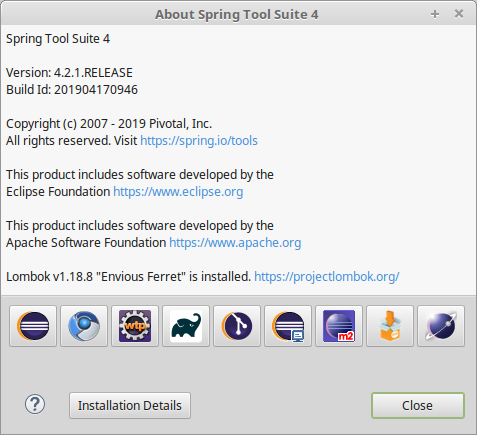 About Spring Tool Suite 4
Spring Tool Suite 4
Version: 4.2.1.RELEASE
Build Id: 201904170946
Copyright (c) 2007 - 2019 Pivotal, Inc.
All rights reserved. Visit https://spring.io/tools
This product includes software developed by the
Eclipse Foundation https://www.eclipse.org
This product includes software developed by the
Apache Software Foundation https://www.apache.org
Lombok v1.18.8 "Envious Ferret" is installed. https://projectlombok.org/
wtp
m2
?
Installation Details
Close